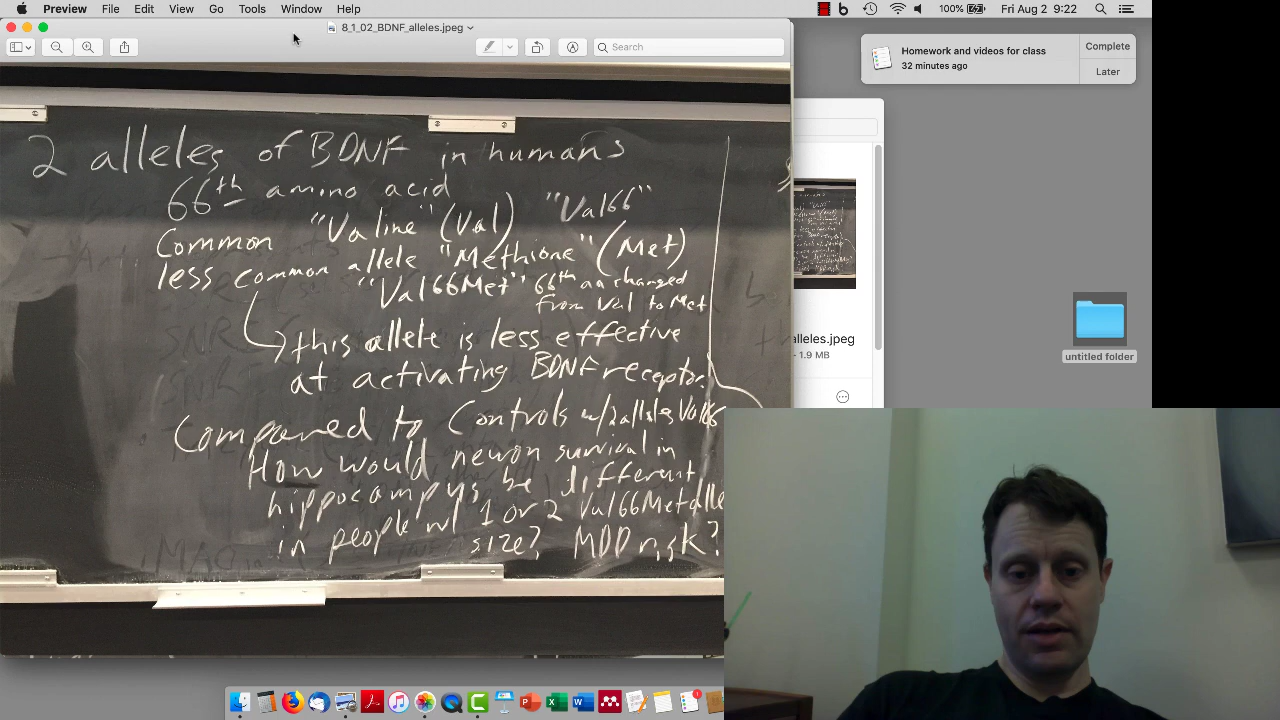 Preview File Edit View Go Tools Window Help
100% Fri Aug 2 9:22
8_1_02_BDNF_alleles.jpeg
Search
Homework and videos for class
32 minutes ago
Complete
Later
2 alleles of BDNF in humans
66th amino acid
Common "Valine" (Val) "Val66"
less common allele "Methione" (Met)
"Val66Met" 66th aa changed
from Val to Met
this allele is less effective
at activating BDNF receptor.
Compared to Controls w/2 alleles Val66
How would neuron survival in
hippocampus be different
in people w/ 1 or 2 Val66Met alle
size? MDD risk?
alleles.jpeg
- 1.9 MB
untitled folder